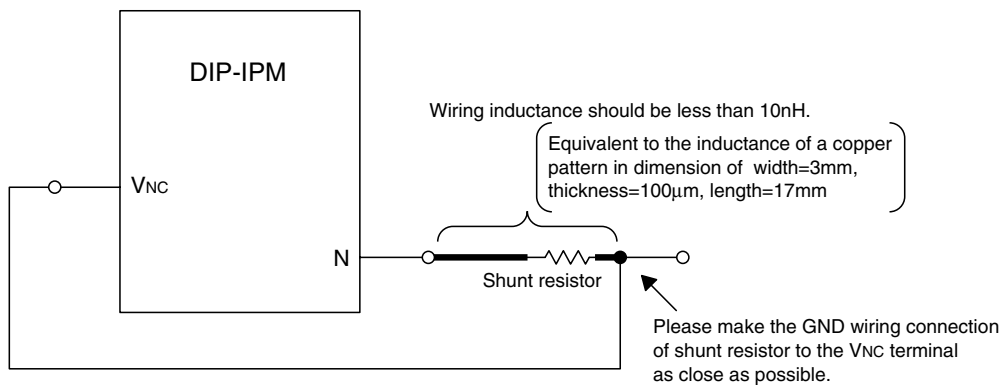 DIP-IPM
Wiring inductance should be less than 10nH.
Equivalent to the inductance of a copper
pattern in dimension of width=3mm,
thickness=100μm, length=17mm
VNC
N
Shunt resistor
Please make the GND wiring connection
of shunt resistor to the VNC terminal
as close as possible.